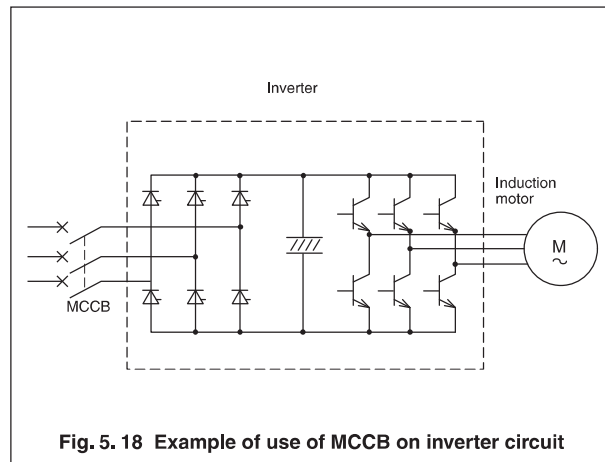 Inverter
Induction
motor
M
~
MCCB
Fig. 5. 18 Example of use of MCCB on inverter circuit